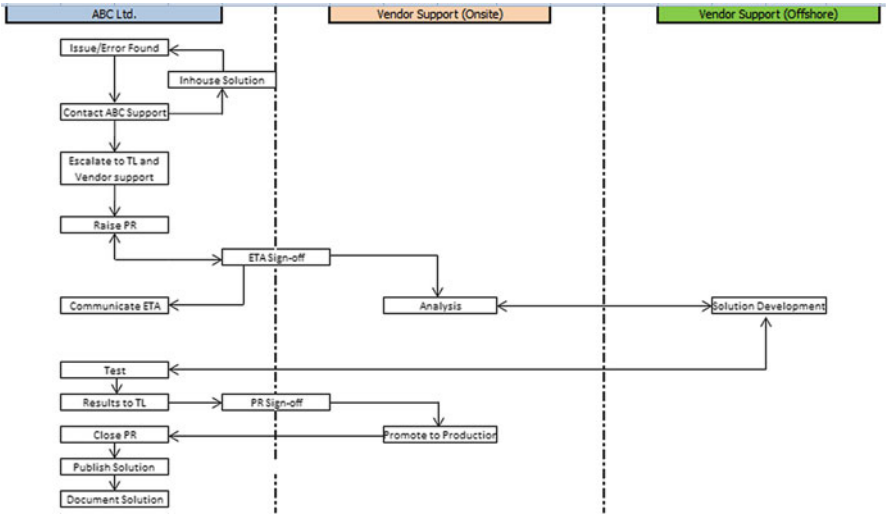 ABC Ltd.
Vendor Support (Onsite)
Vendor Support (Offshore)
Issue/Error Found
Inhouse Solution
Contact ABC Support
Escalate to TL and
Vendor support
Raise PR
ETA Sign-off
Communicate ETA
Analysis
Solution Development
Test
Results to TL
PR Sign-off
Close PR
Promote to Production
Publish Solution
Document Solution